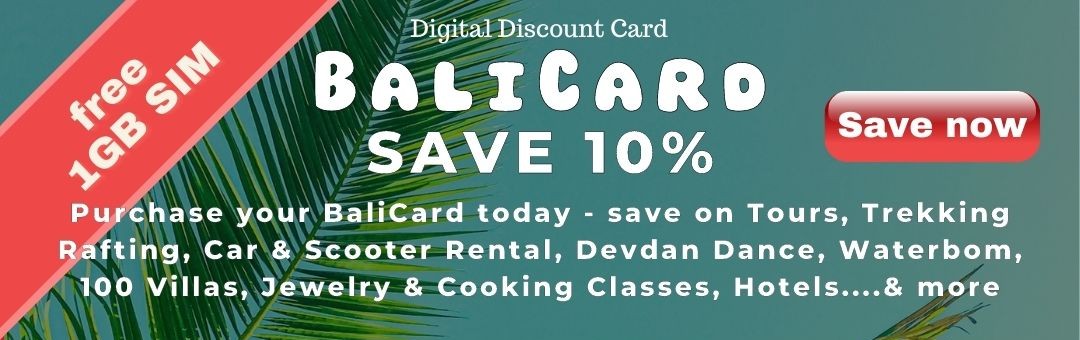 free
1GB SIM
Digital Discount Card
BALICARD
SAVE 10%
Save now
Purchase your BaliCard today - save on Tours, Trekking
Rafting, Car & Scooter Rental, Devdan Dance, Waterbom,
100 Villas, Jewelry & Cooking Classes, Hotels....& more